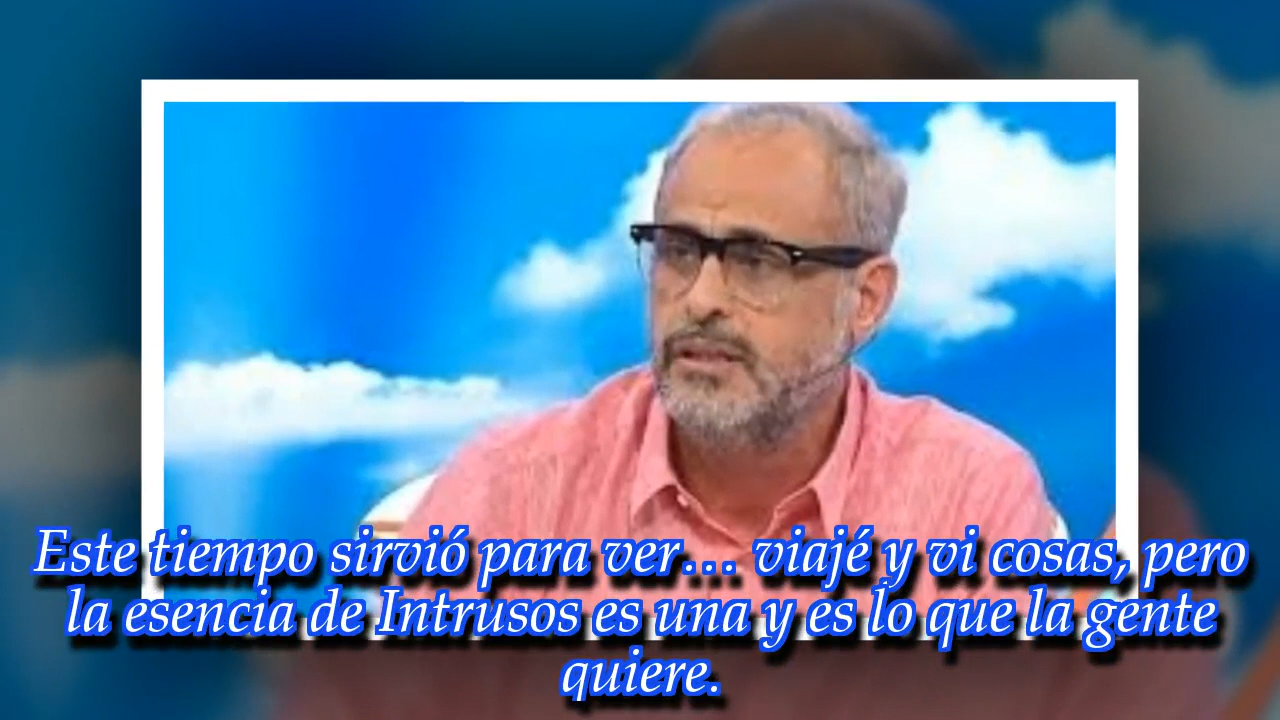 Este tiempo sirvió para ver… viajé y vi cosas, pero
la esencia de Intrusos es una y es lo que la gente
quiere.